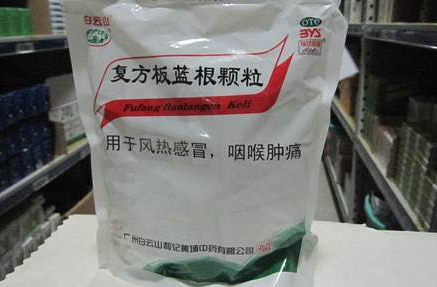 白云山
OTC
BYS
复方板蓝根颗粒
Fufang Banlangen Keli
用于风热感冒，咽喉肿痛
广州白云山和记黄埔中药有限公司